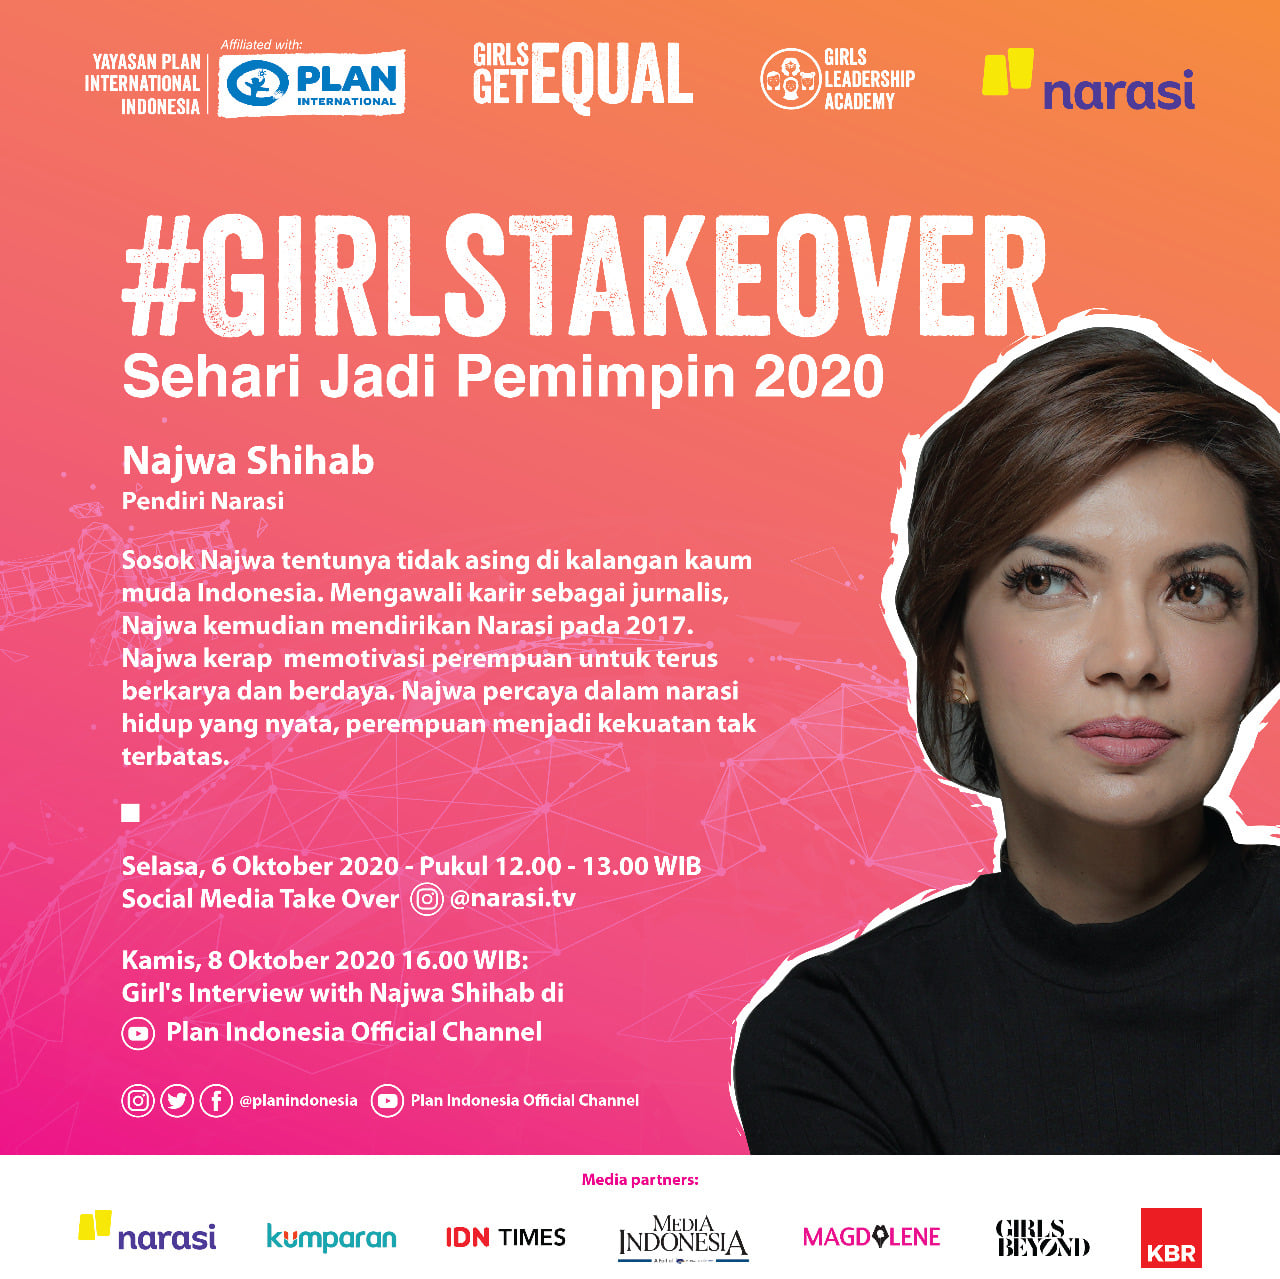 Affiliated with:
YAYASAN PLAN
INTERNATIONAL
INDONESIA
PLAN
INTERNATIONAL
GIRLS
GET EQUAL
GIRLS
LEADERSHIP
ACADEMY
narasi
#GIRLSTAKEOVER
Sehari Jadi Pemimpin 2020
Najwa Shihab
Pendiri Narasi
Sosok Najwa tentunya tidak asing di kalangan kaum
muda Indonesia. Mengawali karir sebagai jurnalis,
Najwa kemudian mendirikan Narasi pada 2017.
Najwa kerap  memotivasi perempuan untuk terus
berkarya dan berdaya. Najwa percaya dalam narasi
hidup yang nyata, perempuan menjadi kekuatan tak
terbatas.
Selasa, 6 Oktober 2020 - Pukul 12.00 - 13.00 WIB
Social Media Take Over @narasi.tv
Kamis, 8 Oktober 2020 16.00 WIB:
Girl's Interview with Najwa Shihab di
Plan Indonesia Official Channel
@planindonesia Plan Indonesia Official Channel
Media partners:
narasi
kumparan
IDN TIMES
MEDIA
INDONESIA
MAGDALENE
GIRLS
BEYOND
KBR